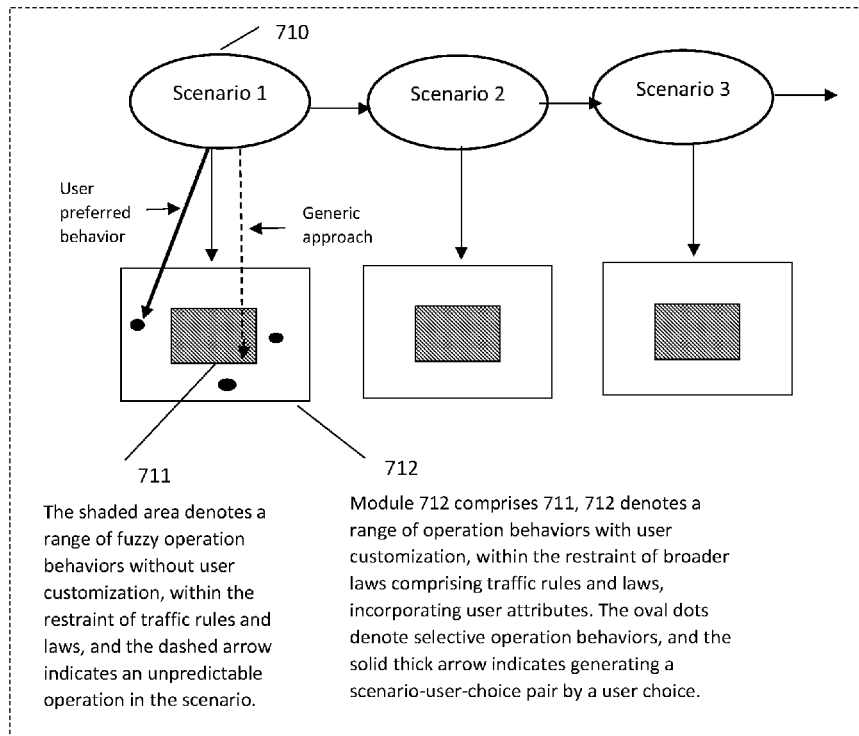 710
Scenario 1
Scenario 2
Scenario 3
User
preferred
behavior
Generic
approach
711
712
The shaded area denotes a
range of fuzzy operation
behaviors without user
customization, within the
restraint of traffic rules and
laws, and the dashed arrow
indicates an unpredictable
operation in the scenario.
Module 712 comprises 711, 712 denotes a
range of operation behaviors with user
customization, within the restraint of broader
laws comprising traffic rules and laws,
incorporating user attributes. The oval dots
denote selective operation behaviors, and the
solid thick arrow indicates generating a
scenario-user-choice pair by a user choice.